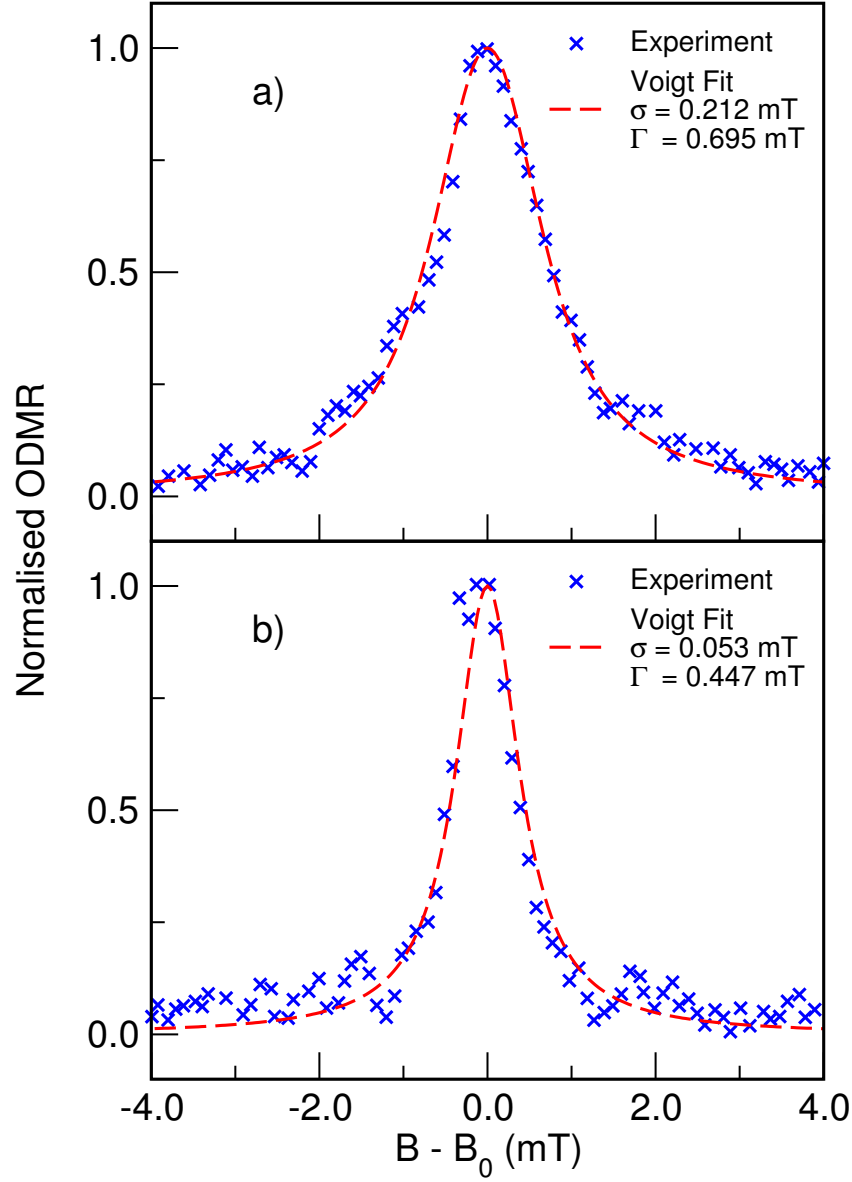 1.0
a)
Experiment
Voigt Fit
σ = 0.212 mT
Γ = 0.695 mT
0.5
0.0
Normalised ODMR
1.0
b)
Experiment
Voigt Fit
σ = 0.053 mT
Γ = 0.447 mT
0.5
0.0
-4.0 -2.0 0.0 2.0 4.0
B - B₀ (mT)